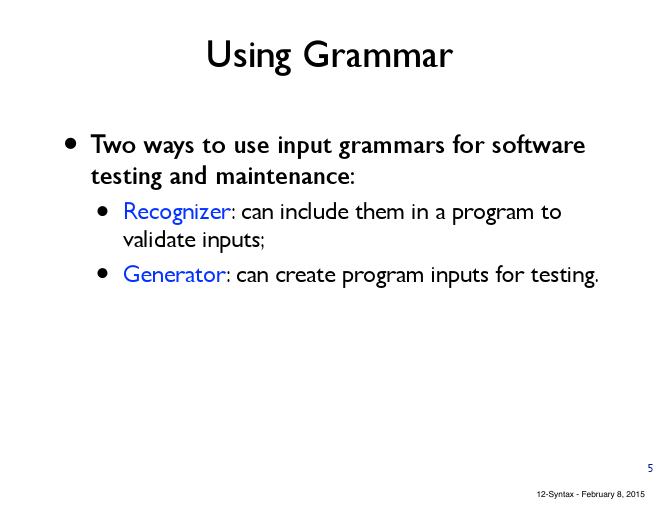 Using Grammar
• Two ways to use input grammars for software
testing and maintenance:
• Recognizer: can include them in a program to
validate inputs;
• Generator: can create program inputs for testing.
5
12-Syntax - February 8, 2015